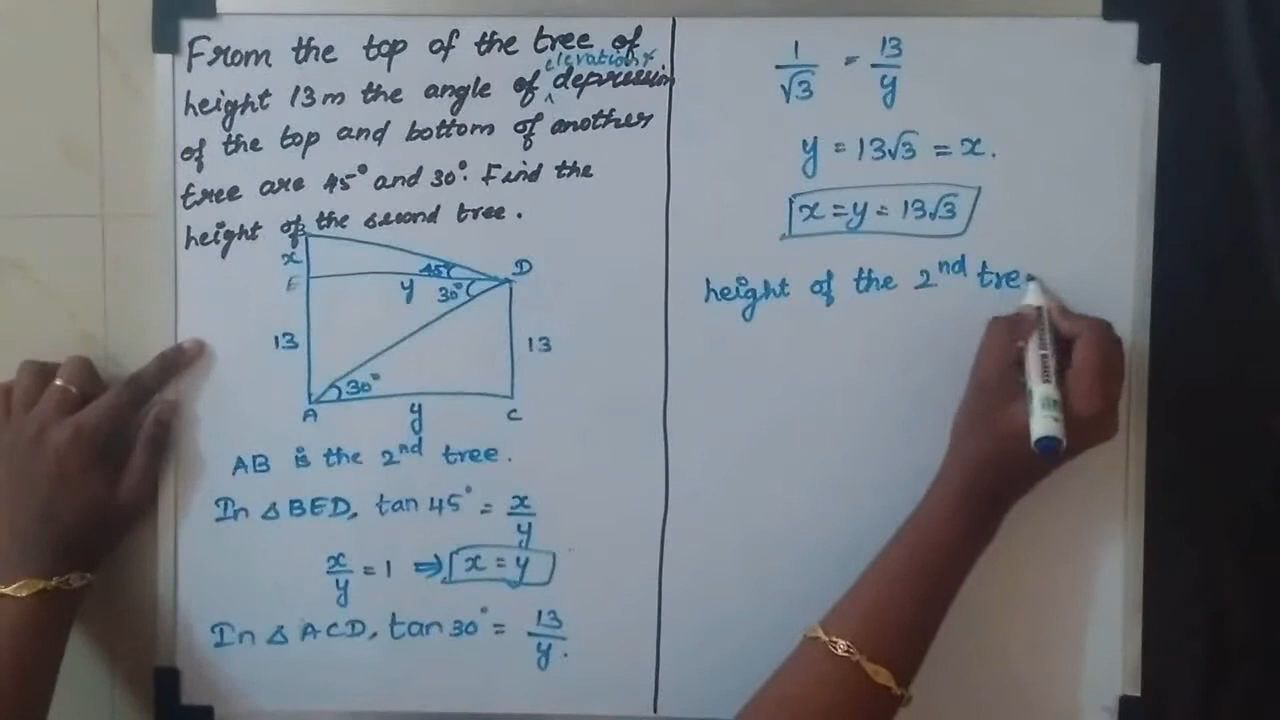 From the top of the tree of
elevation &
height 13m the angle of ^ depression
of the top and bottom of another
tree are 45° and 30°. Find the
height of the second tree.
B
x
E
45°
D
y
30°
13
13
30°
A
y
C
AB is the 2nd tree.
In △ BED, tan 45° = x/y
x/y = 1 ⇒ x = y
In △ ACD, tan 30° = 13/y.
1/√3 = 13/y
y = 13√3 = x.
x = y = 13√3
height of the 2nd tre